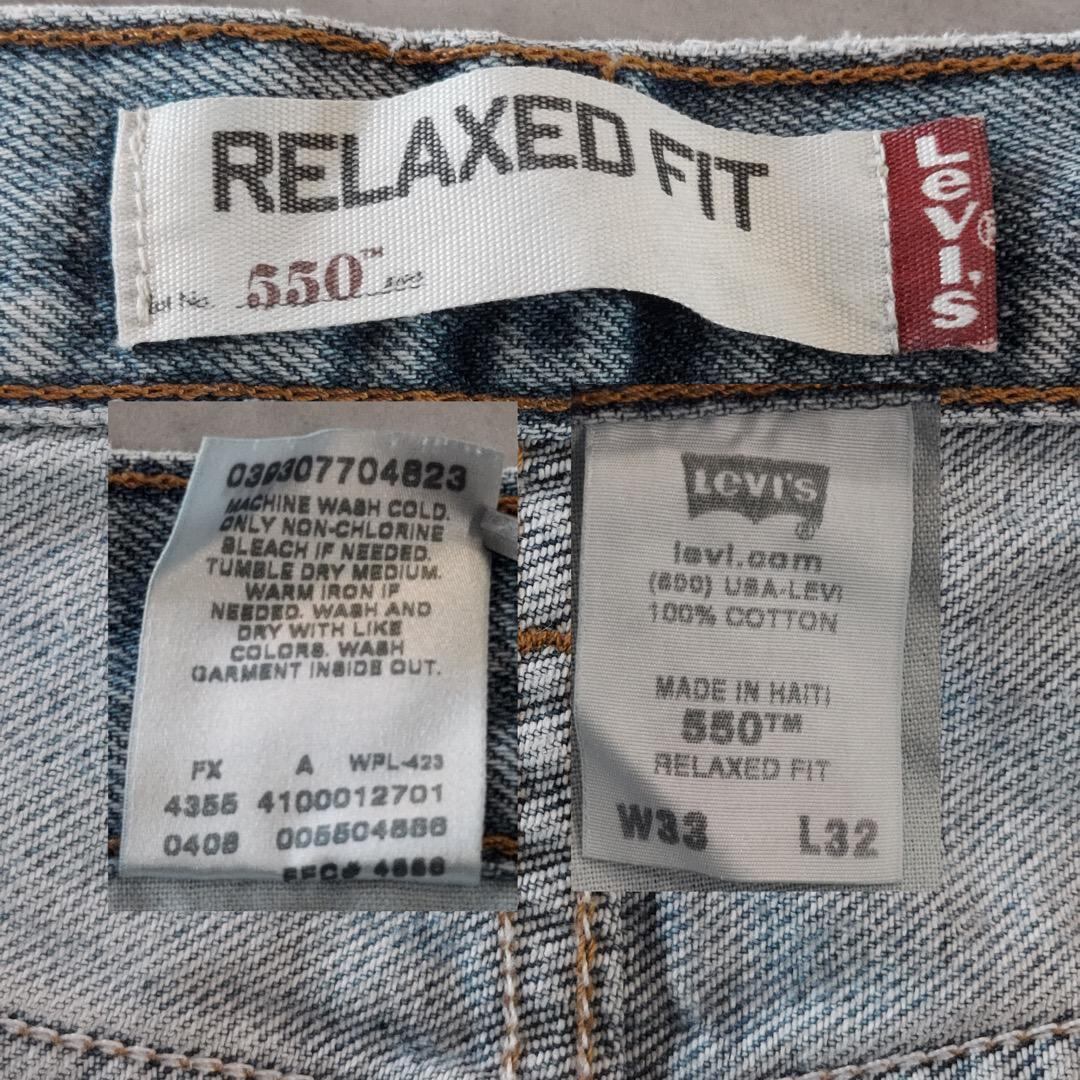 RELAXED FIT
Lot No. 550™
LEVI'S®
039307704823
MACHINE WASH COLD.
ONLY NON-CHLORINE
BLEACH IF NEEDED.
TUMBLE DRY MEDIUM.
WARM IRON IF
NEEDED. WASH AND
DRY WITH LIKE
COLORS. WASH
GARMENT INSIDE OUT.
FX A WPL-423
4355 4100012701
0408 005504886
LEVI'S
levi.com
(800) USA-LEVI
100% COTTON
MADE IN HAITI
550™
RELAXED FIT
W33 L32